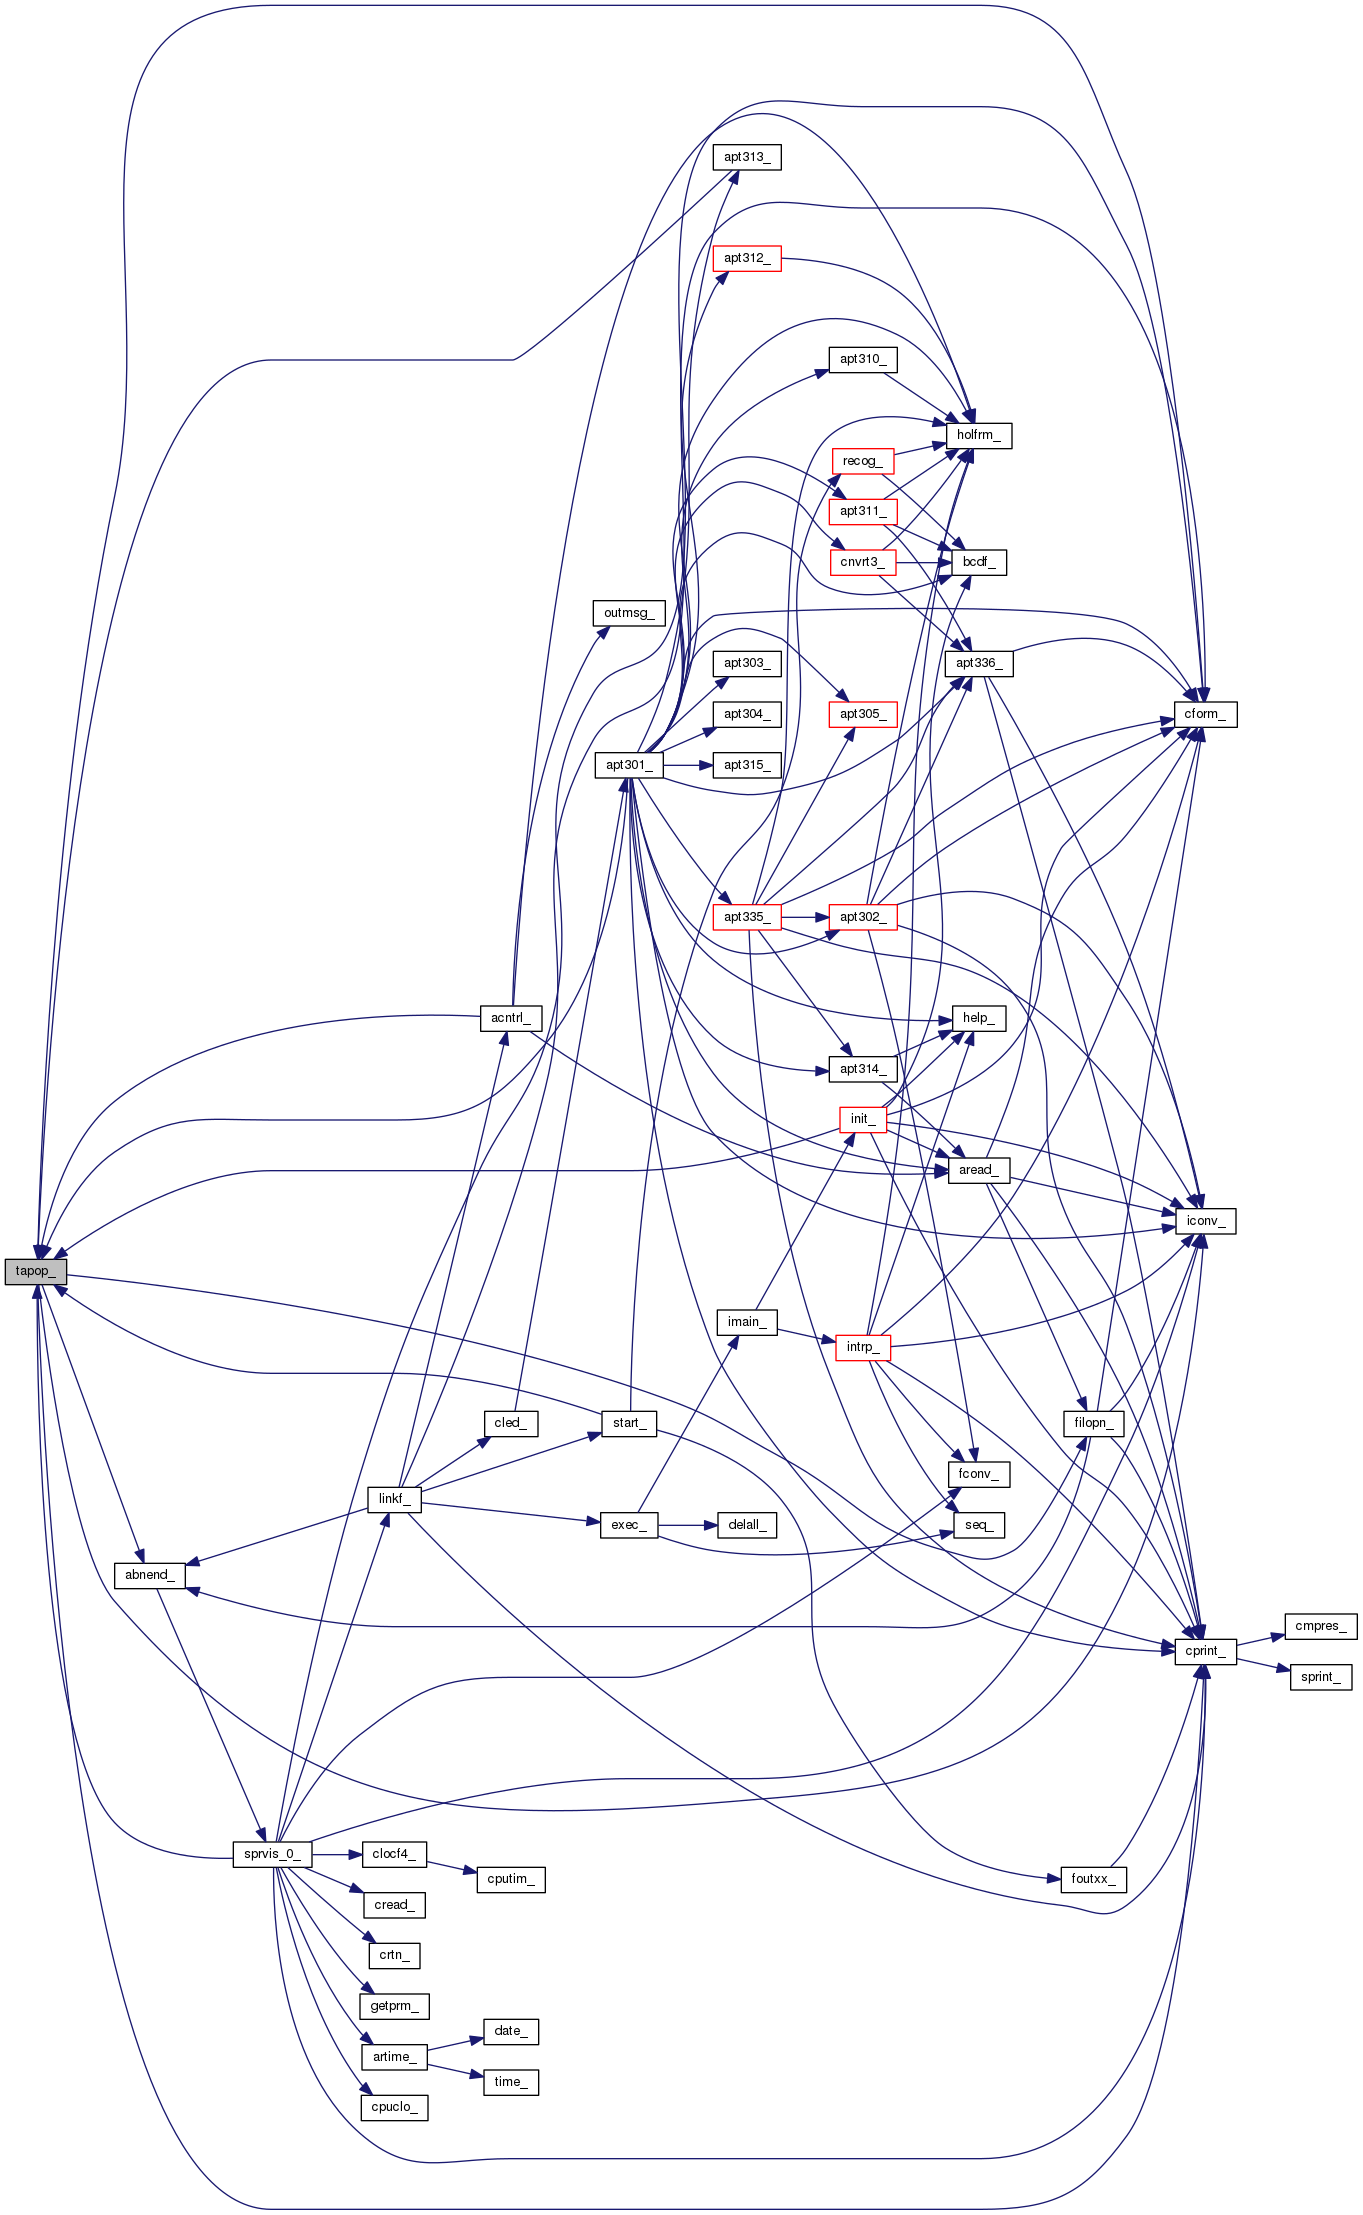 apt313_
apt312_
apt310_
holfrm_
recog_
apt311_
cnvrt3_
bcdf_
outmsg_
apt303_
apt336_
apt304_
apt305_
cform_
apt301_
apt315_
apt335_
apt302_
acntrl_
help_
apt314_
init_
aread_
iconv_
tapop_
imain_
intrp_
cled_
start_
filopn_
fconv_
linkf_
exec_
delall_
seq_
abnend_
cmpres_
cprint_
sprint_
sprvis_0_
clocf4_
cputim_
foutxx_
cread_
crtn_
getprm_
date_
artime_
time_
cpuclo_